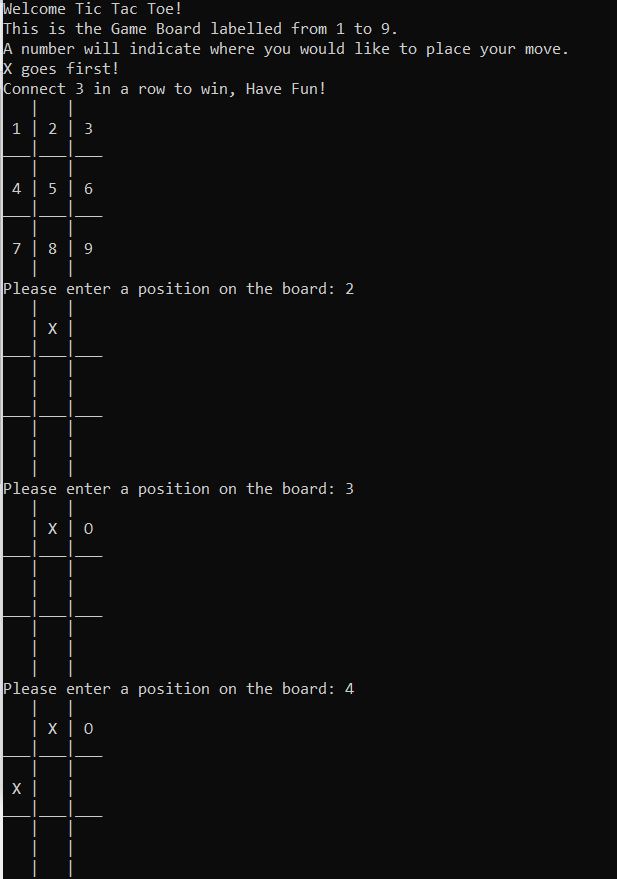 Welcome Tic Tac Toe!
This is the Game Board labelled from 1 to 9.
A number will indicate where you would like to place your move.
X goes first!
Connect 3 in a row to win, Have Fun!
   |   |
 1 | 2 | 3
___|___|___
   |   |
 4 | 5 | 6
___|___|___
   |   |
 7 | 8 | 9
   |   |
Please enter a position on the board: 2
   |   |
   | X |
___|___|___
   |   |
   |   |
___|___|___
   |   |
   |   |
   |   |
Please enter a position on the board: 3
   |   |
   | X | O
___|___|___
   |   |
   |   |
___|___|___
   |   |
   |   |
   |   |
Please enter a position on the board: 4
   |   |
   | X | O
___|___|___
   |   |
 X |   |
___|___|___
   |   |
   |   |
   |   |